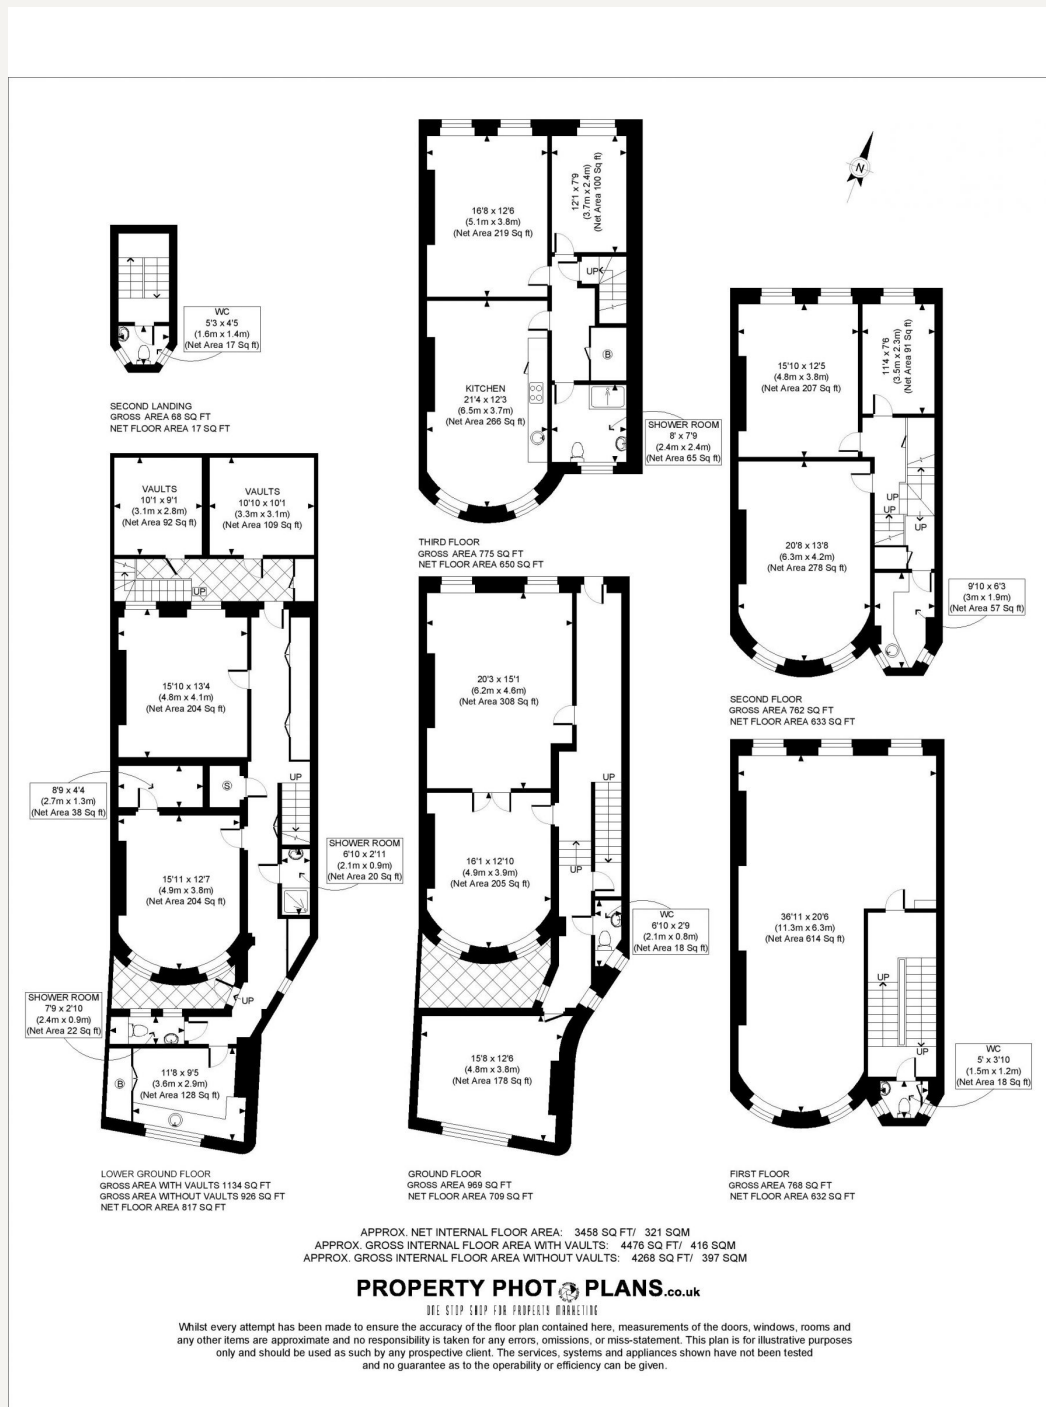 N
16'8 x 12'6
(5.1m x 3.8m)
(Net Area 219 Sq ft)
12'1 x 7'9
(3.7m x 2.4m)
(Net Area 100 Sq ft)
UP
B
KITCHEN
21'4 x 12'3
(6.5m x 3.7m)
(Net Area 266 Sq ft)
SHOWER ROOM
8' x 7'9
(2.4m x 2.4m)
(Net Area 65 Sq ft)
THIRD FLOOR
GROSS AREA 775 SQ FT
NET FLOOR AREA 650 SQ FT
WC
5'3 x 4'5
(1.6m x 1.4m)
(Net Area 17 Sq ft)
SECOND LANDING
GROSS AREA 68 SQ FT
NET FLOOR AREA 17 SQ FT
15'10 x 12'5
(4.8m x 3.8m)
(Net Area 207 Sq ft)
11'4 x 7'6
(3.5m x 2.3m)
(Net Area 91 Sq ft)
UP
UP
UP
20'8 x 13'8
(6.3m x 4.2m)
(Net Area 278 Sq ft)
9'10 x 6'3
(3m x 1.9m)
(Net Area 57 Sq ft)
SECOND FLOOR
GROSS AREA 762 SQ FT
NET FLOOR AREA 633 SQ FT
VAULTS
10'1 x 9'1
(3.1m x 2.8m)
(Net Area 92 Sq ft)
VAULTS
10'10 x 10'1
(3.3m x 3.1m)
(Net Area 109 Sq ft)
UP
15'10 x 13'4
(4.8m x 4.1m)
(Net Area 204 Sq ft)
8'9 x 4'4
(2.7m x 1.3m)
(Net Area 38 Sq ft)
S
UP
15'11 x 12'7
(4.9m x 3.8m)
(Net Area 204 Sq ft)
SHOWER ROOM
6'10 x 2'11
(2.1m x 0.9m)
(Net Area 20 Sq ft)
UP
SHOWER ROOM
7'9 x 2'10
(2.4m x 0.9m)
(Net Area 22 Sq ft)
B
11'8 x 9'5
(3.6m x 2.9m)
(Net Area 128 Sq ft)
LOWER GROUND FLOOR
GROSS AREA WITH VAULTS 1134 SQ FT
GROSS AREA WITHOUT VAULTS 926 SQ FT
NET FLOOR AREA 817 SQ FT
20'3 x 15'1
(6.2m x 4.6m)
(Net Area 308 Sq ft)
UP
16'1 x 12'10
(4.9m x 3.9m)
(Net Area 205 Sq ft)
UP
WC
6'10 x 2'9
(2.1m x 0.8m)
(Net Area 18 Sq ft)
15'8 x 12'6
(4.8m x 3.8m)
(Net Area 178 Sq ft)
GROUND FLOOR
GROSS AREA 969 SQ FT
NET FLOOR AREA 709 SQ FT
36'11 x 20'6
(11.3m x 6.3m)
(Net Area 614 Sq ft)
UP
UP
WC
5' x 3'10
(1.5m x 1.2m)
(Net Area 18 Sq ft)
FIRST FLOOR
GROSS AREA 768 SQ FT
NET FLOOR AREA 632 SQ FT
APPROX. NET INTERNAL FLOOR AREA: 3458 SQ FT/ 321 SQM
APPROX. GROSS INTERNAL FLOOR AREA WITH VAULTS: 4476 SQ FT/ 416 SQM
APPROX. GROSS INTERNAL FLOOR AREA WITHOUT VAULTS: 4268 SQ FT/ 397 SQM
PROPERTY PHOTO PLANS.co.uk
ONE STOP SHOP FOR PROPERTY MARKETING
Whilst every attempt has been made to ensure the accuracy of the floor plan contained here, measurements of the doors, windows, rooms and
any other items are approximate and no responsibility is taken for any errors, omissions, or miss-statement. This plan is for illustrative purposes
only and should be used as such by any prospective client. The services, systems and appliances shown have not been tested
and no guarantee as to the operability or efficiency can be given.